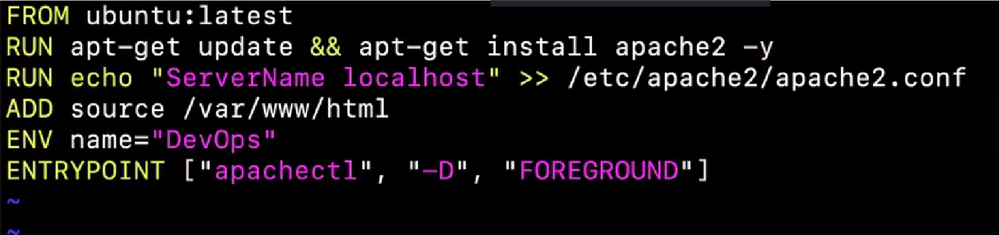 FROM ubuntu:latest
RUN apt-get update && apt-get install apache2 -y
RUN echo "ServerName localhost" >> /etc/apache2/apache2.conf
ADD source /var/www/html
ENV name="DevOps"
ENTRYPOINT ["apachectl", "-D", "FOREGROUND"]
~
~